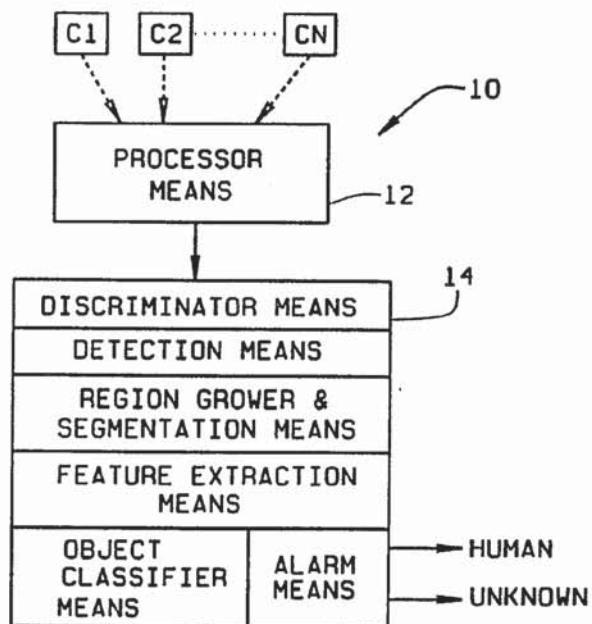 C1 C2 CN
10
PROCESSOR
MEANS
12
14
DISCRIMINATOR MEANS
DETECTION MEANS
REGION GROWER &
SEGMENTATION MEANS
FEATURE EXTRACTION
MEANS
OBJECT
CLASSIFIER
MEANS
ALARM
MEANS
HUMAN
UNKNOWN